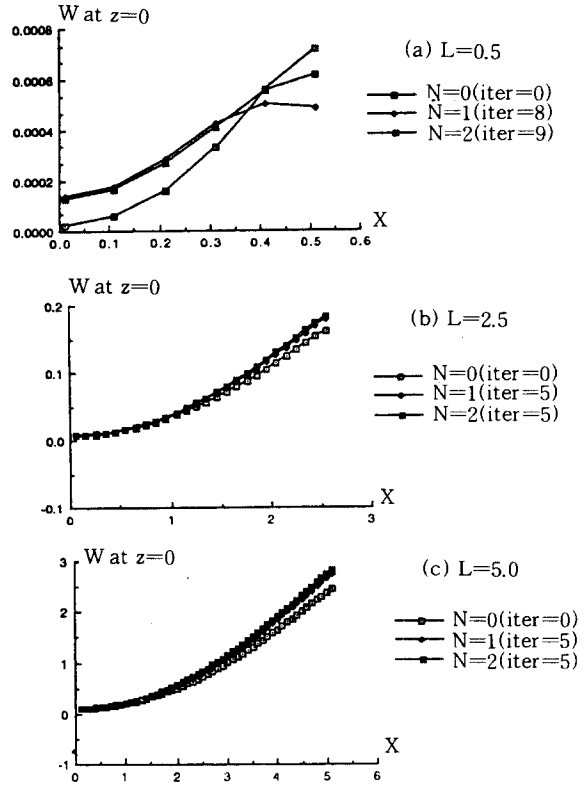 W at z=0
0.0008
(a) L=0.5
0.0006
N=0(iter=0)
N=1(iter=8)
0.0004
N=2(iter=9)
0.0002
X
0.0000
0.0 0.1 0.2 0.3 0.4 0.5 0.6
W at z=0
0.2
(b) L=2.5
0.1
N=0(iter=0)
N=1(iter=5)
N=2(iter=5)
0.0
X
-0.1
0 1 2 3
W at z=0
3
(c) L=5.0
2
N=0(iter=0)
N=1(iter=5)
N=2(iter=5)
1
0
X
-1
0 1 2 3 4 5 6